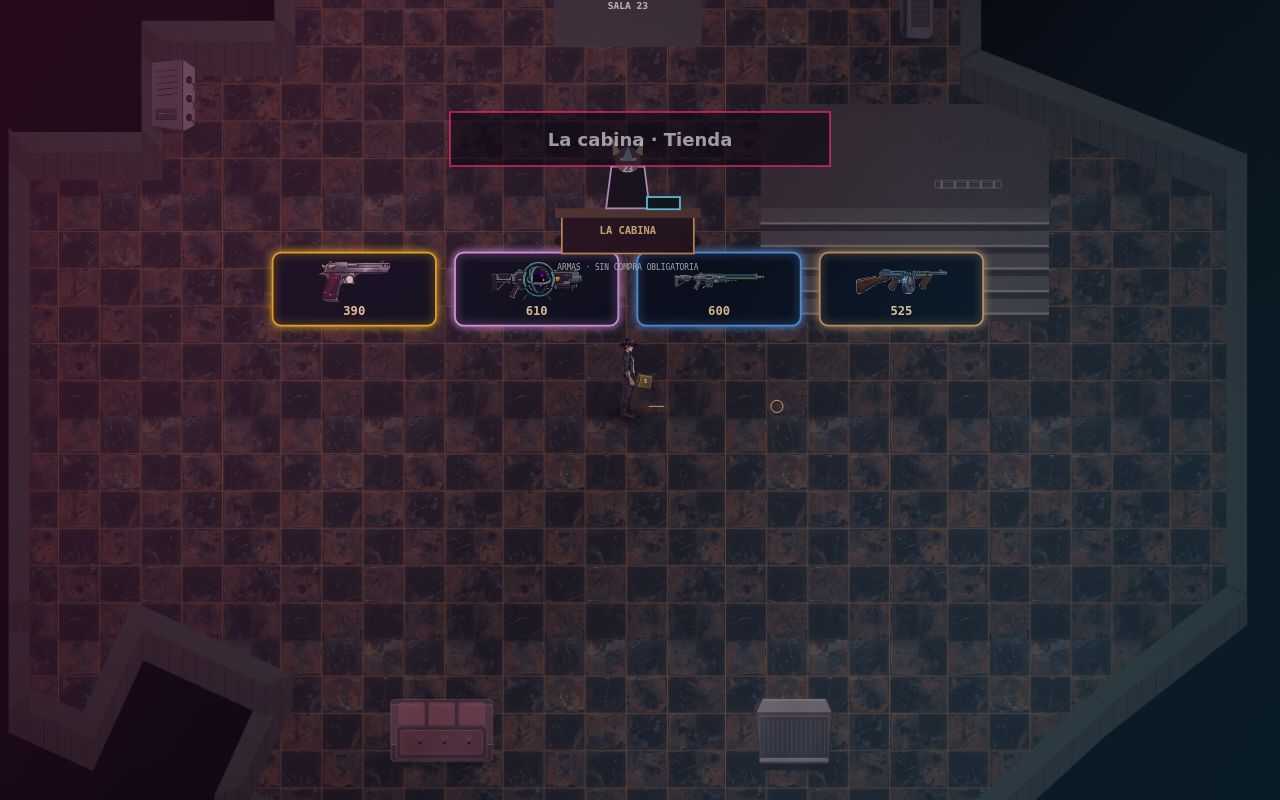 SALA 23
La cabina · Tienda
23
LA CABINA
ARMAS · SIN COMPRA OBLIGATORIA
390
610
600
525